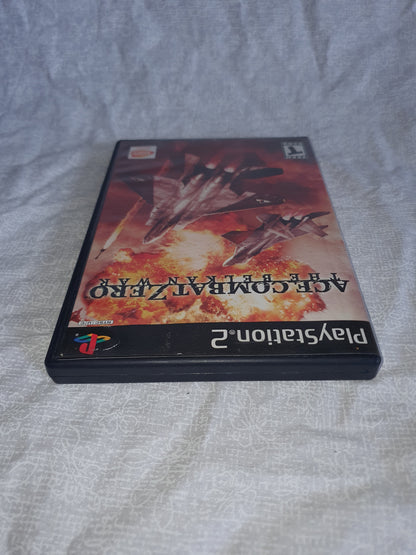 PlayStation®2
ACE COMBAT ZERO
THE BELKAN WAR
T